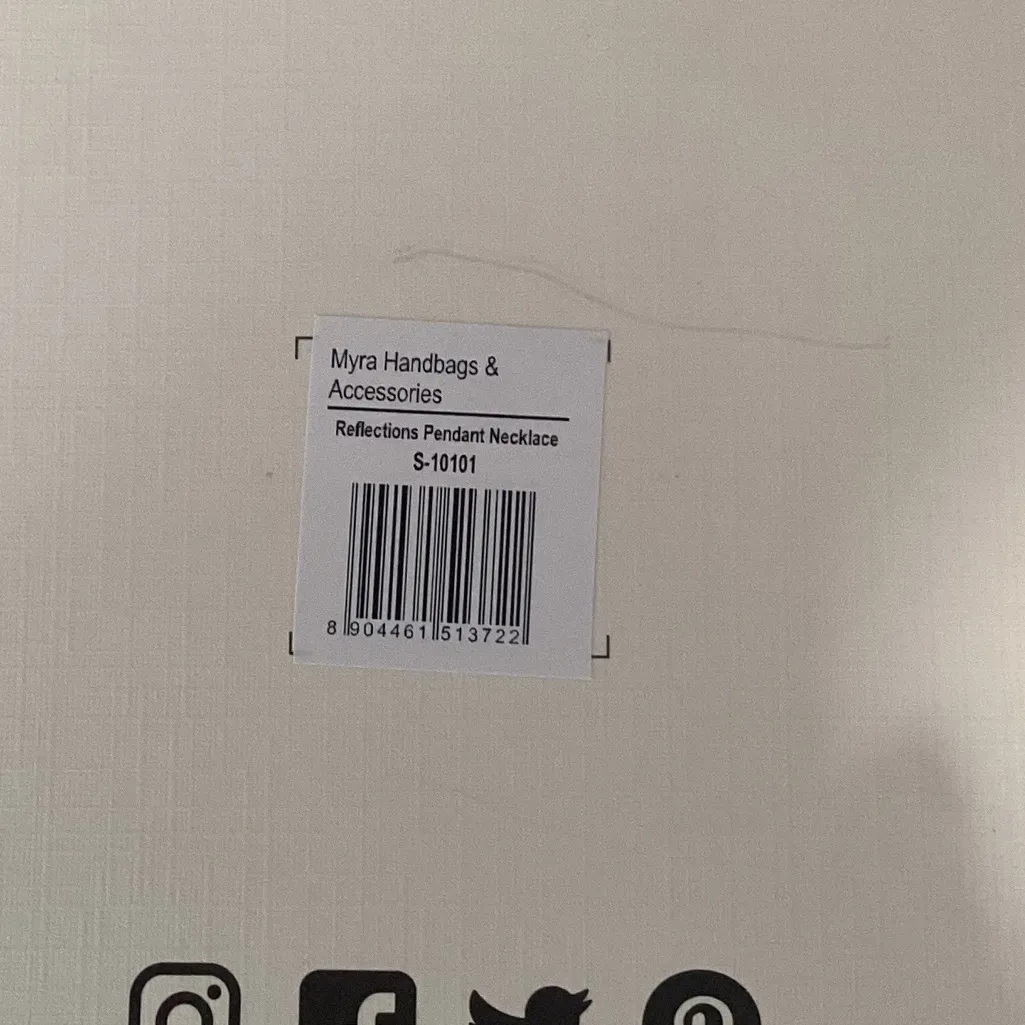 Myra Handbags &
Accessories
Reflections Pendant Necklace
S-10101
8 904461 513722